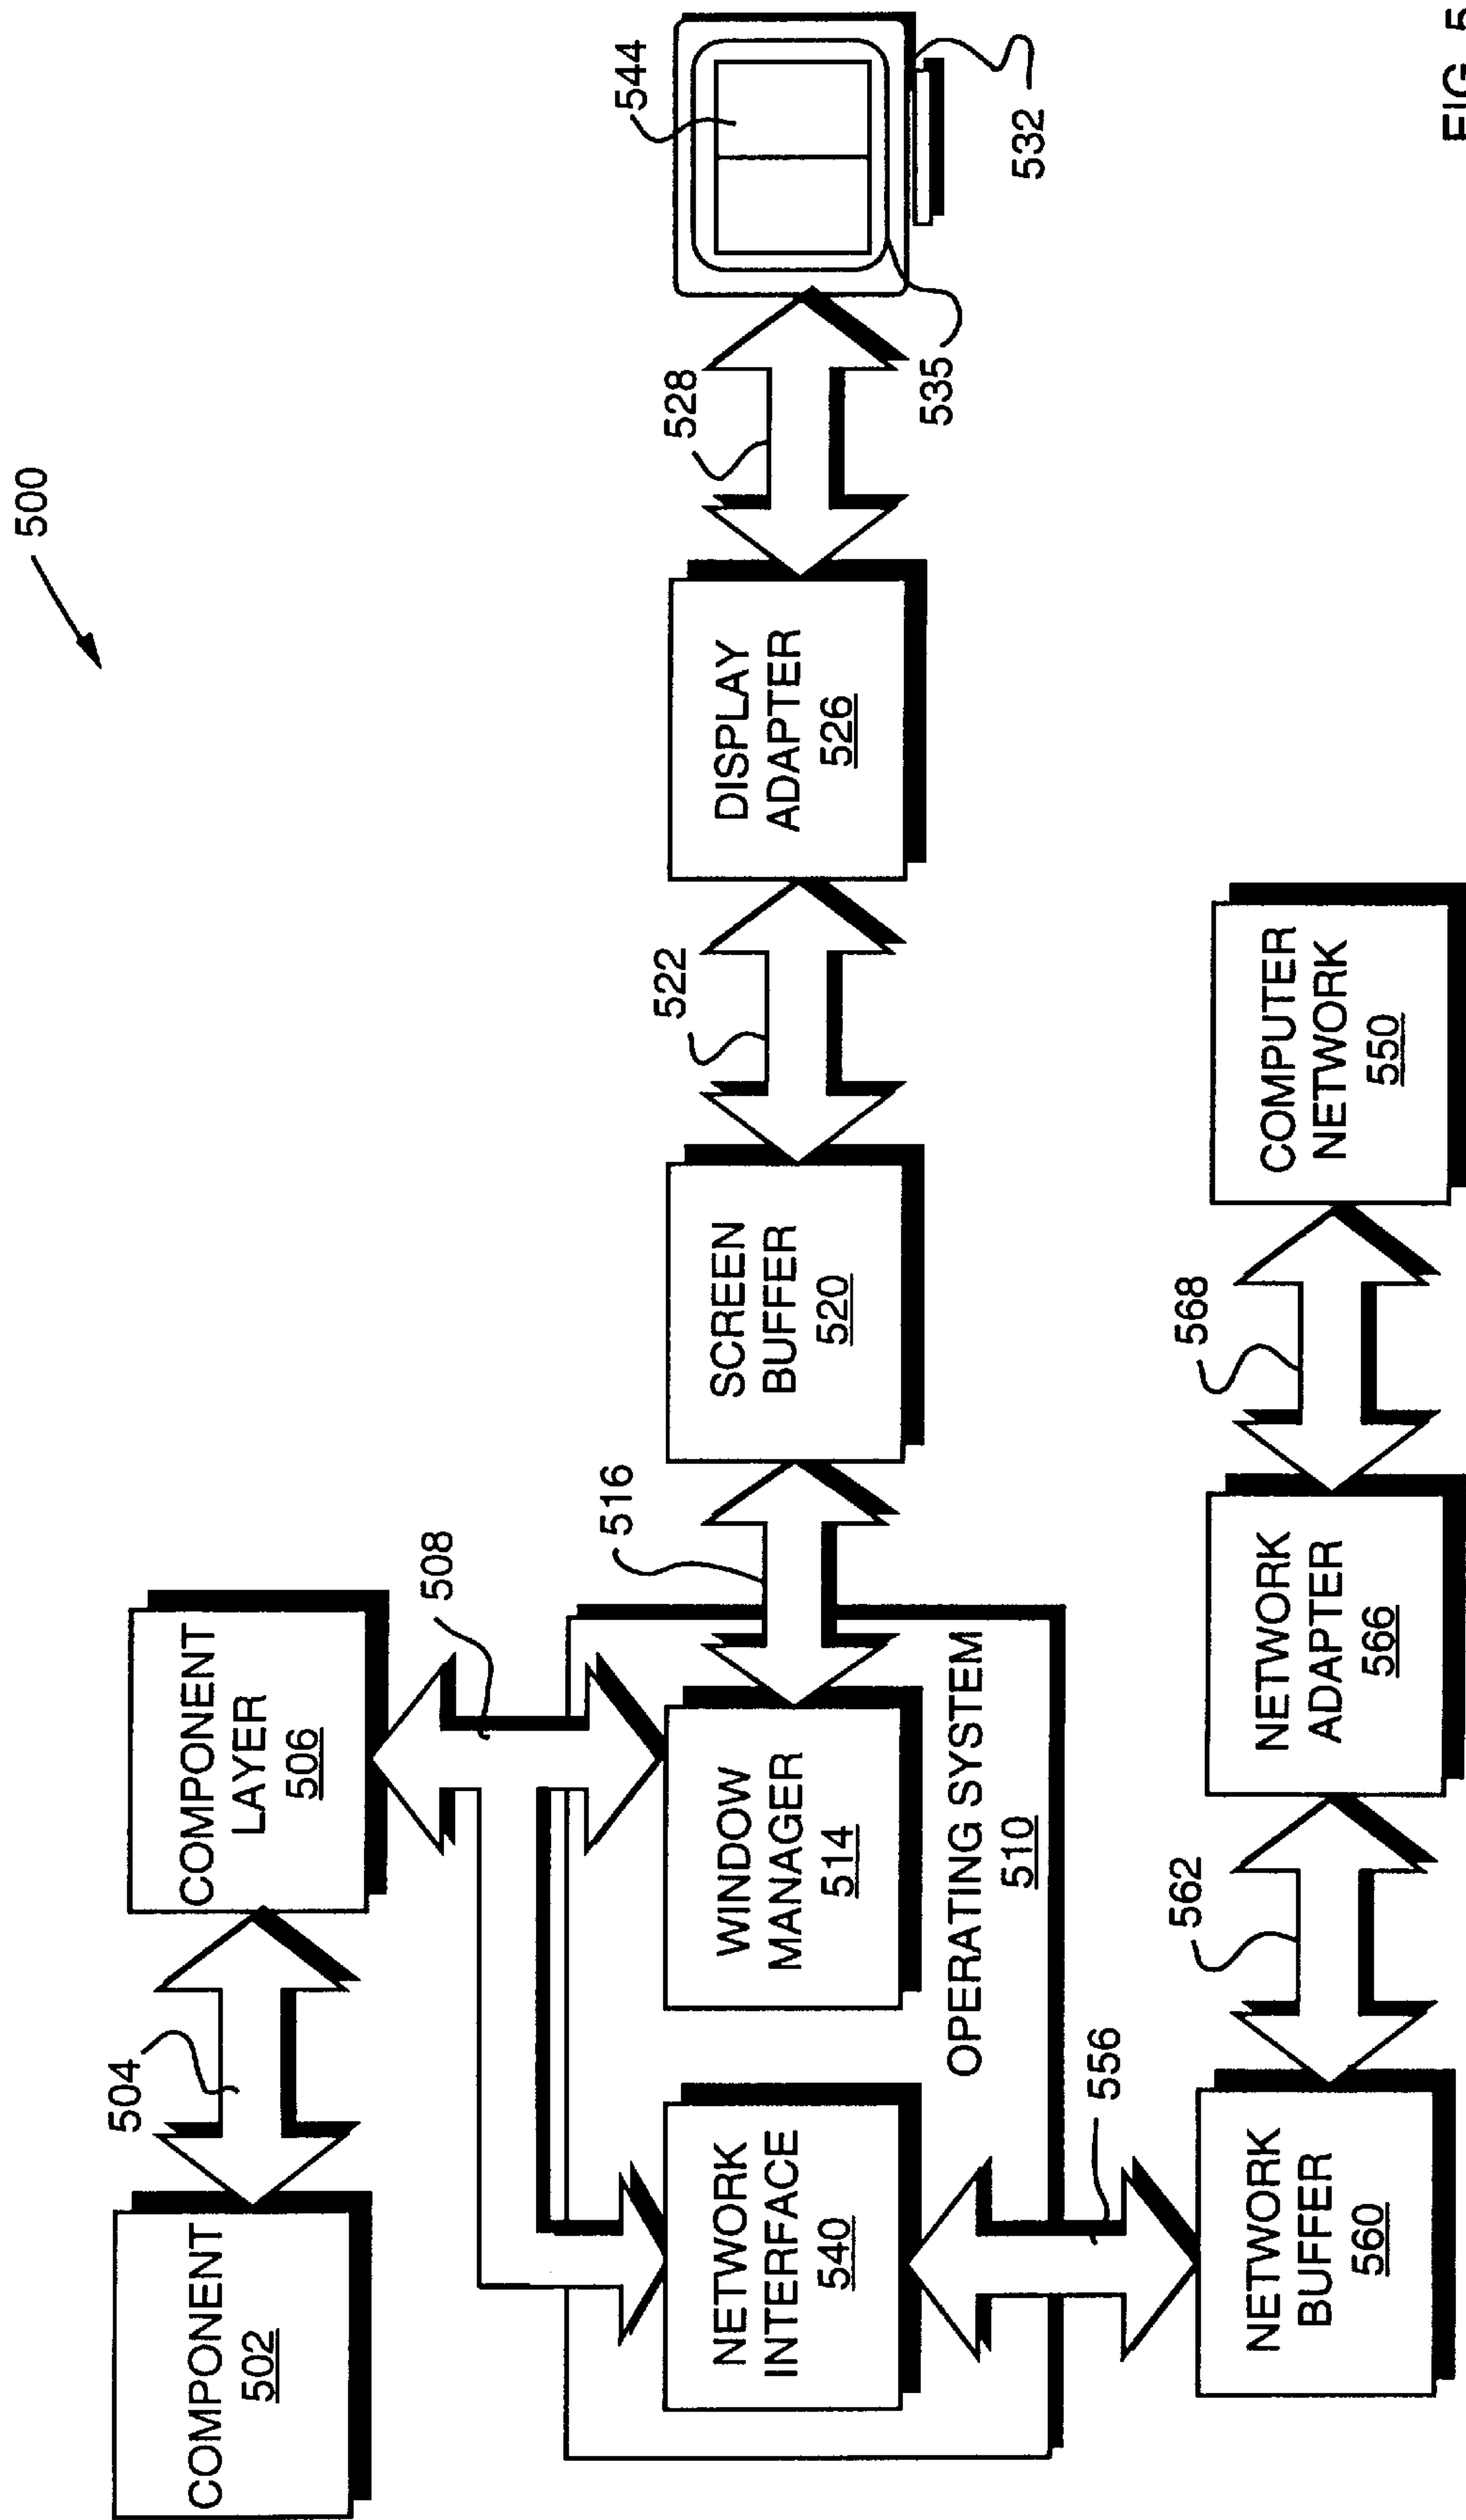 500
COMPONENT
502
504
COMPONENT
LAYER
506
508
NETWORK
INTERFACE
540
WINDOW
MANAGER
514
OPERATING SYSTEM
510
516
SCREEN
BUFFER
520
522
DISPLAY
ADAPTER
526
528
535
544
532
556
NETWORK
BUFFER
560
562
NETWORK
ADAPTER
566
568
COMPUTER
NETWORK
550
FIG. 5